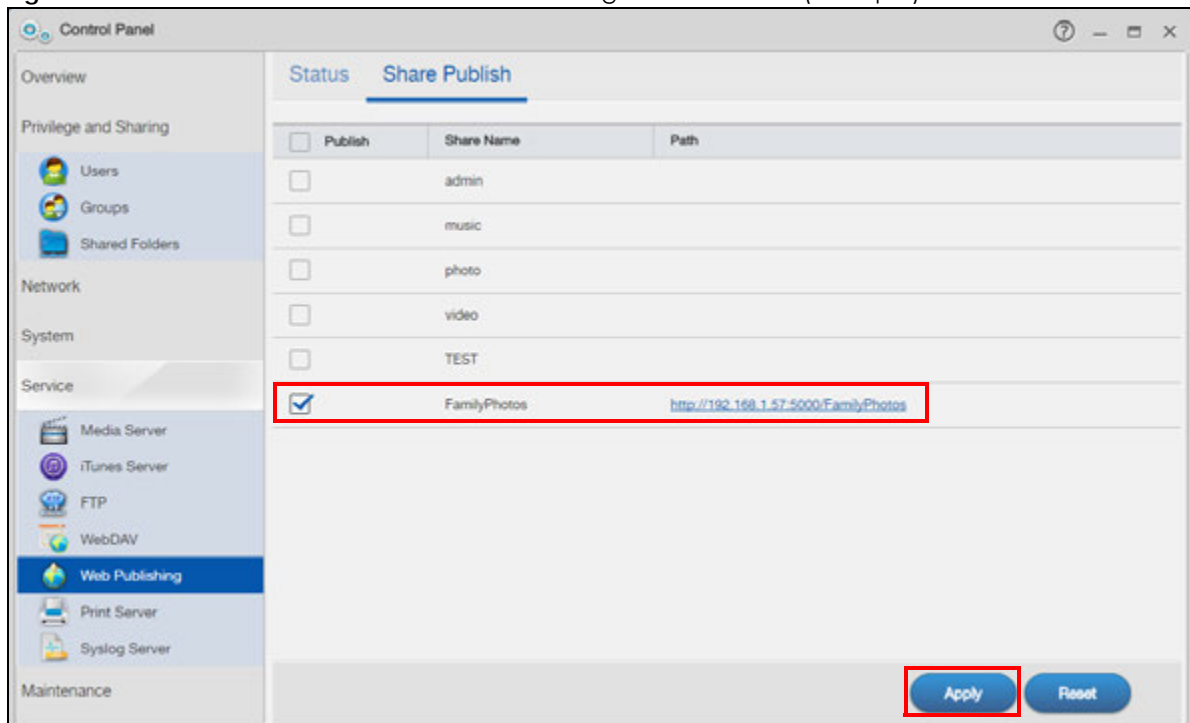 Control Panel
Overview
Privilege and Sharing
Users
Groups
Shared Folders
Network
System
Service
Media Server
iTunes Server
FTP
WebDAV
Web Publishing
Print Server
Syslog Server
Maintenance
Status Share Publish
Publish Share Name Path
admin
music
photo
video
TEST
FamilyPhotos http://192.168.1.57:5000/FamilyPhotos
Apply Reset